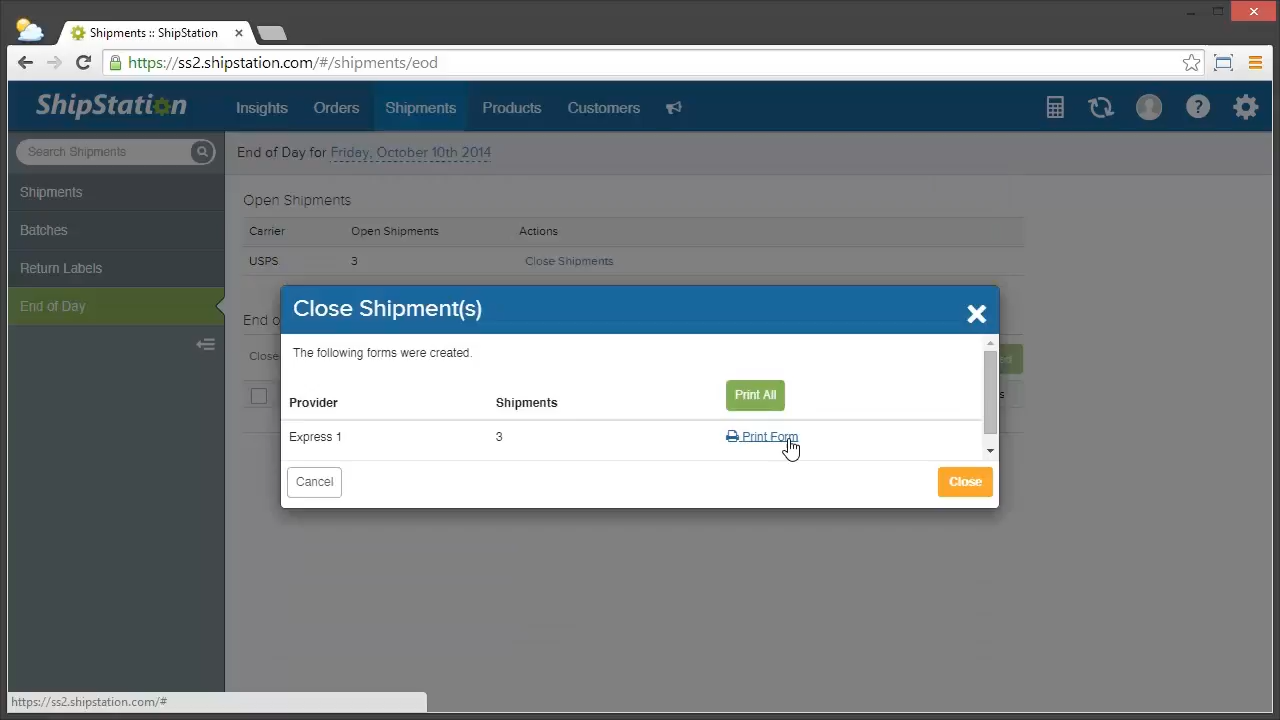 Shipments :: ShipStation
https://ss2.shipstation.com/#/shipments/eod
ShipStation Insights Orders Shipments Products Customers
Search Shipments
End of Day for Friday, October 10th 2014
Shipments
Batches
Return Labels
End of Day
Open Shipments
Carrier Open Shipments Actions
USPS 3 Close Shipments
Close Shipment(s)
The following forms were created.
Print All
Provider Shipments
Express 1 3 Print Form
Cancel Close
https://ss2.shipstation.com/#